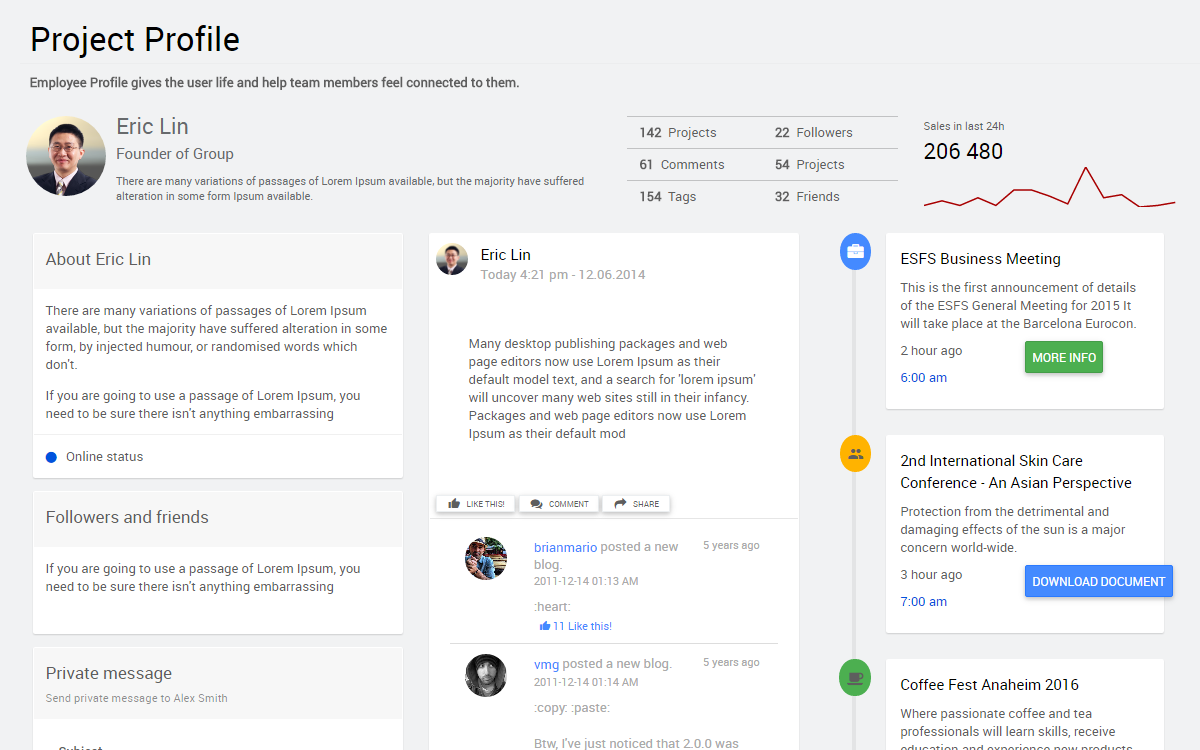 Project Profile
Employee Profile gives the user life and help team members feel connected to them.
Eric Lin
Founder of Group
There are many variations of passages of Lorem Ipsum available, but the majority have suffered
alteration in some form Ipsum available.
142 Projects 22 Followers
61 Comments 54 Projects
154 Tags 32 Friends
Sales in last 24h
206 480
About Eric Lin
There are many variations of passages of Lorem Ipsum
available, but the majority have suffered alteration in some
form, by injected humour, or randomised words which
don't.
If you are going to use a passage of Lorem Ipsum, you
need to be sure there isn't anything embarrassing
Online status
Followers and friends
If you are going to use a passage of Lorem Ipsum, you
need to be sure there isn't anything embarrassing
Private message
Send private message to Alex Smith
Subject
Eric Lin
Today 4:21 pm - 12.06.2014
Many desktop publishing packages and web
page editors now use Lorem Ipsum as their
default model text, and a search for 'lorem ipsum'
will uncover many web sites still in their infancy.
Packages and web page editors now use Lorem
Ipsum as their default mod
LIKE THIS! COMMENT SHARE
brianmario posted a new 5 years ago
blog.
2011-12-14 01:13 AM
:heart:
11 Like this!
vmg posted a new blog. 5 years ago
2011-12-14 01:14 AM
:copy: :paste:
Btw, I've just noticed that 2.0.0 was
ESFS Business Meeting
This is the first announcement of details
of the ESFS General Meeting for 2015 It
will take place at the Barcelona Eurocon.
2 hour ago MORE INFO
6:00 am
2nd International Skin Care
Conference - An Asian Perspective
Protection from the detrimental and
damaging effects of the sun is a major
concern world-wide.
3 hour ago DOWNLOAD DOCUMENT
7:00 am
Coffee Fest Anaheim 2016
Where passionate coffee and tea
professionals will learn skills, receive
education and experience new products